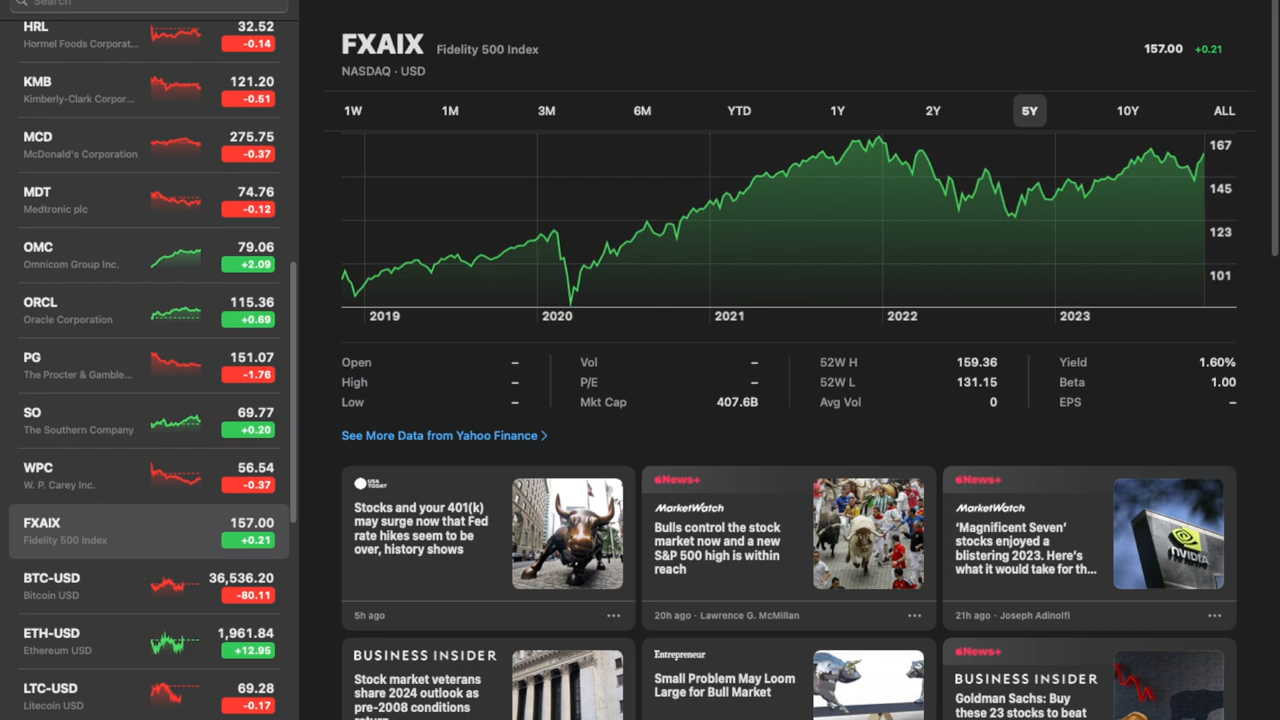 Search
HRL
32.52
Hormel Foods Corporat...
-0.14
KMB
121.20
Kimberly-Clark Corpor...
-0.51
MCD
275.75
McDonald's Corporation
-0.37
MDT
74.76
Medtronic plc
-0.12
OMC
79.06
Omnicom Group Inc.
+2.09
ORCL
115.36
Oracle Corporation
+0.69
PG
151.07
The Procter & Gamble...
-1.76
SO
69.77
The Southern Company
+0.20
WPC
56.54
W. P. Carey Inc.
-0.37
FXAIX
157.00
Fidelity 500 Index
+0.21
BTC-USD
36,536.20
Bitcoin USD
-80.11
ETH-USD
1,961.84
Ethereum USD
+12.95
LTC-USD
69.28
Litecoin USD
-0.17
FXAIX Fidelity 500 Index
157.00 +0.21
NASDAQ · USD
1W 1M 3M 6M YTD 1Y 2Y 5Y 10Y ALL
167
145
123
101
2019 2020 2021 2022 2023
Open –
High –
Low –
Vol –
P/E –
Mkt Cap 407.6B
52W H 159.36
52W L 131.15
Avg Vol 0
Yield 1.60%
Beta 1.00
EPS –
See More Data from Yahoo Finance >
USA TODAY
Stocks and your 401(k)
may surge now that Fed
rate hikes seem to be
over, history shows
5h ago
News+
MarketWatch
Bulls control the stock
market now and a new
S&P 500 high is within
reach
20h ago · Lawrence G. McMillan
News+
MarketWatch
‘Magnificent Seven’
stocks enjoyed a
blistering 2023. Here's
what it would take for th...
NVIDIA
21h ago · Joseph Adinolfi
BUSINESS INSIDER
Stock market veterans
share 2024 outlook as
pre-2008 conditions
return
Entrepreneur
Small Problem May Loom
Large for Bull Market
News+
BUSINESS INSIDER
Goldman Sachs: Buy
these 23 stocks to beat